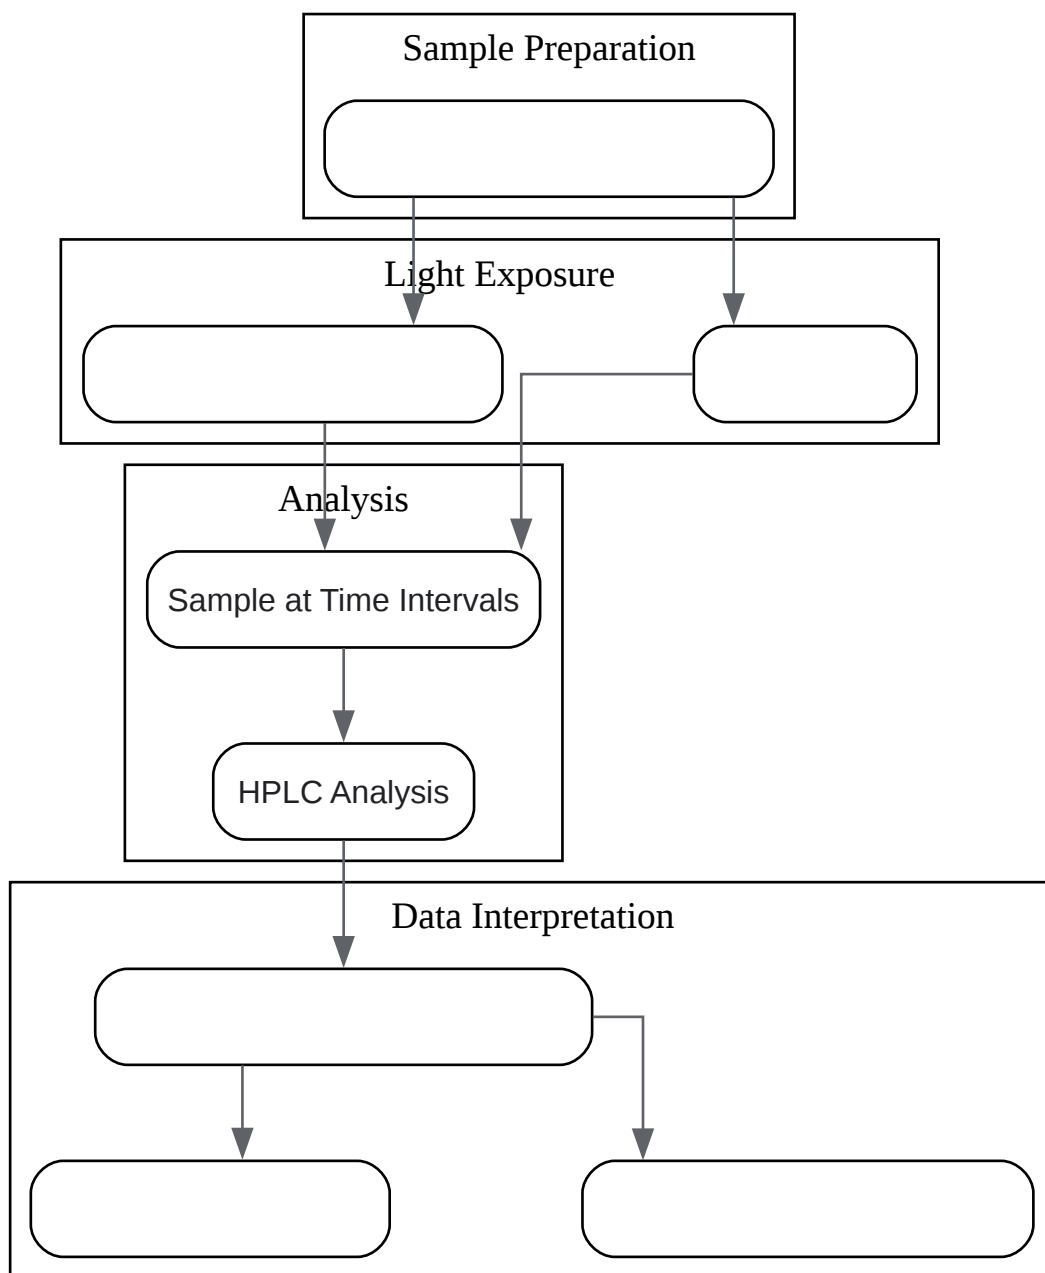 Sample Preparation
Light Exposure
Analysis
Sample at Time Intervals
HPLC Analysis
Data Interpretation